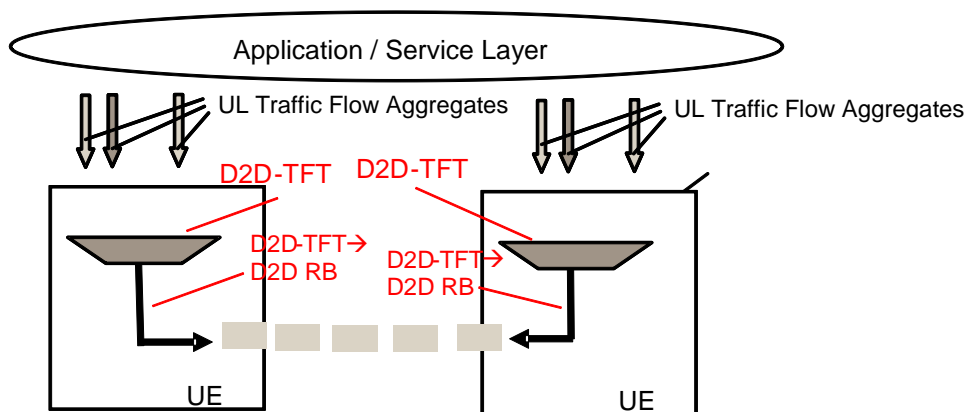 Application / Service Layer
UL Traffic Flow Aggregates
UL Traffic Flow Aggregates
D2D-TFT
D2D-TFT
D2D-TFT→
D2D RB
D2D-TFT→
D2D RB
UE
UE